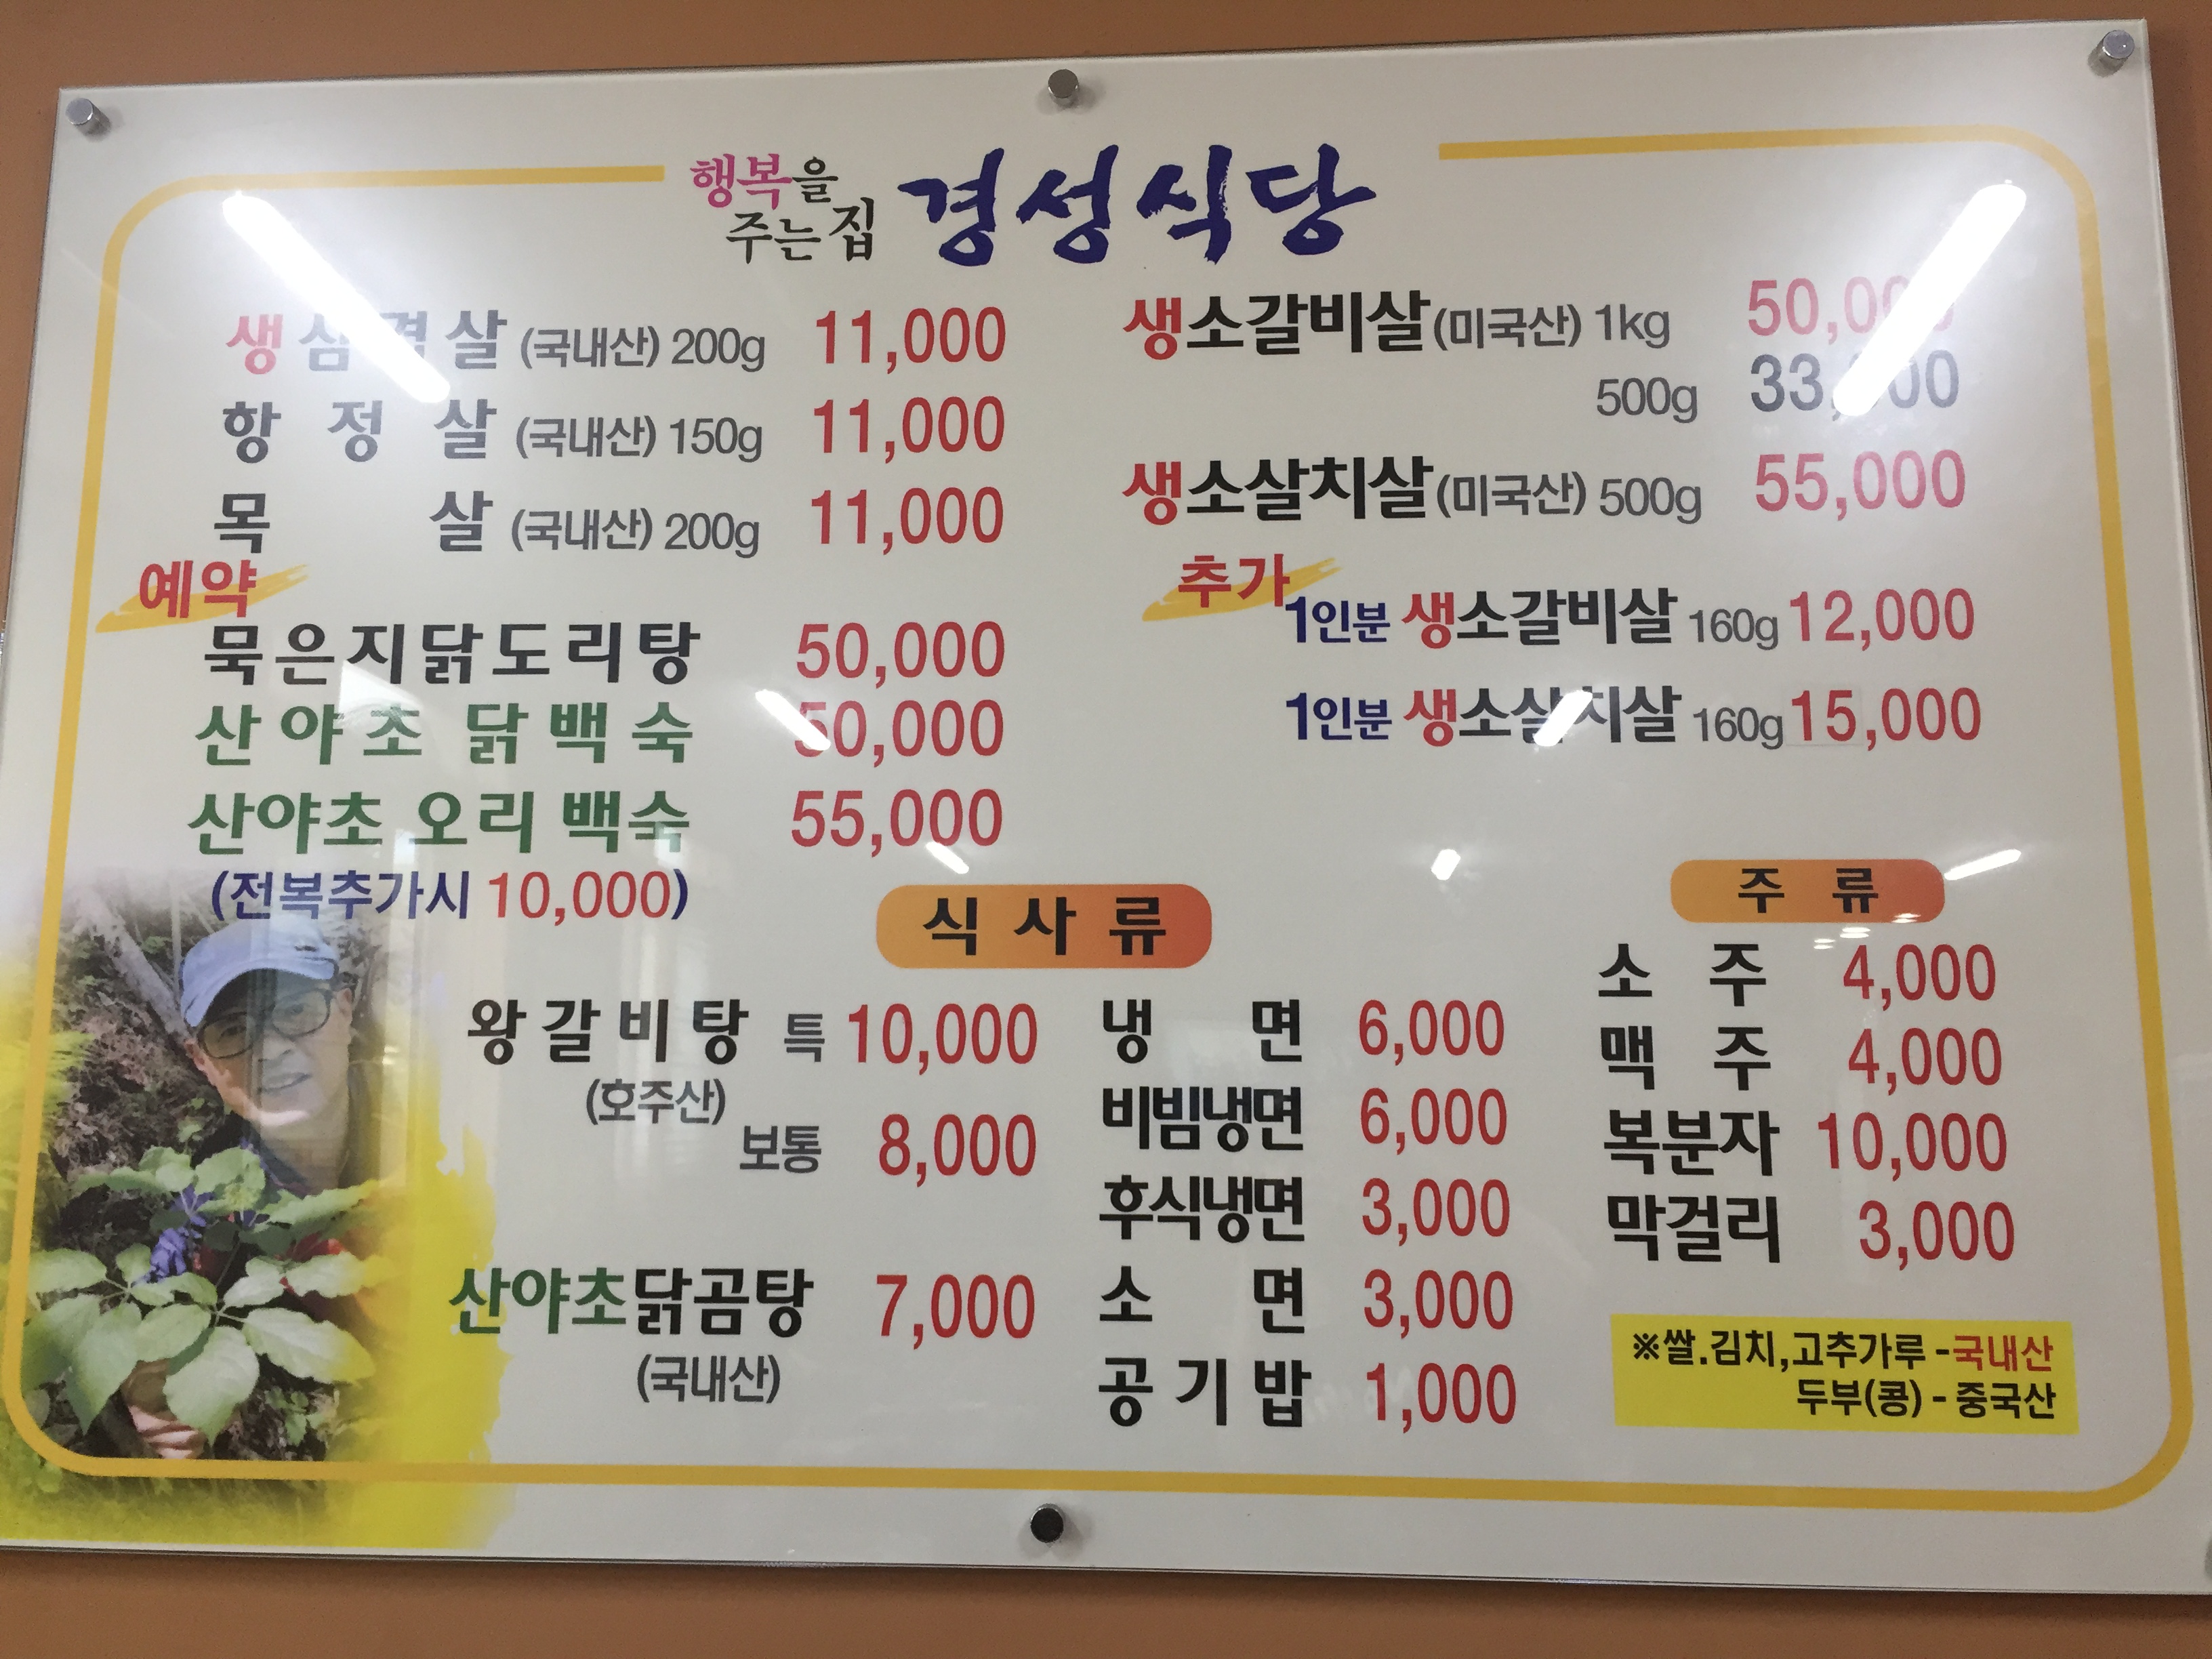 행복을
주는집 경성식당
생삼겹살 (국내산) 200g 11,000
항정살 (국내산) 150g 11,000
목살 (국내산) 200g 11,000
예약
묵은지닭도리탕 50,000
산야초 닭백숙 50,000
산야초 오리백숙 55,000
(전복추가시 10,000)
생소갈비살(미국산) 1kg 50,000
500g 33,000
생소살치살(미국산) 500g 55,000
추가
1인분 생소갈비살 160g 12,000
1인분 생소살치살 160g 15,000
식사류
왕갈비탕 특 10,000
(호주산)
보통 8,000
산야초닭곰탕 7,000
(국내산)
냉면 6,000
비빔냉면 6,000
후식냉면 3,000
소면 3,000
공기밥 1,000
주류
소주 4,000
맥주 4,000
복분자 10,000
막걸리 3,000
※쌀.김치,고추가루 -국내산
두부(콩) - 중국산